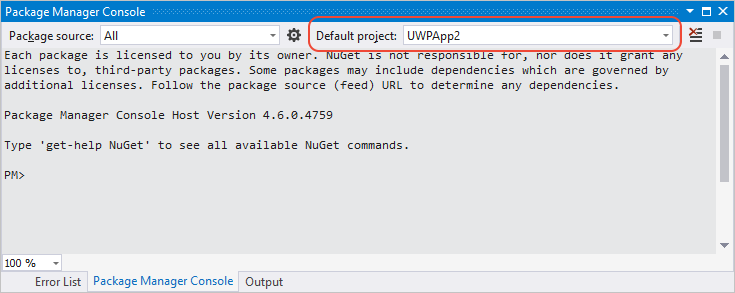 Package Manager Console
Package source: All Default project: UWPApp2
Each package is licensed to you by its owner. NuGet is not responsible for, nor does it grant any
licenses to, third-party packages. Some packages may include dependencies which are governed by
additional licenses. Follow the package source (feed) URL to determine any dependencies.
Package Manager Console Host Version 4.6.0.4759
Type 'get-help NuGet' to see all available NuGet commands.
PM>
100 %
Error List Package Manager Console Output